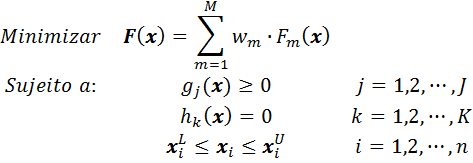 Minimizar F(x) = ∑_{m=1}^{M} w_m · F_m(x)
Sujeito a: g_j(x) ≥ 0 j = 1,2, ⋯ , J
h_k(x) = 0 k = 1,2, ⋯ , K
x_i^L ≤ x_i ≤ x_i^U i = 1,2, ⋯ , n